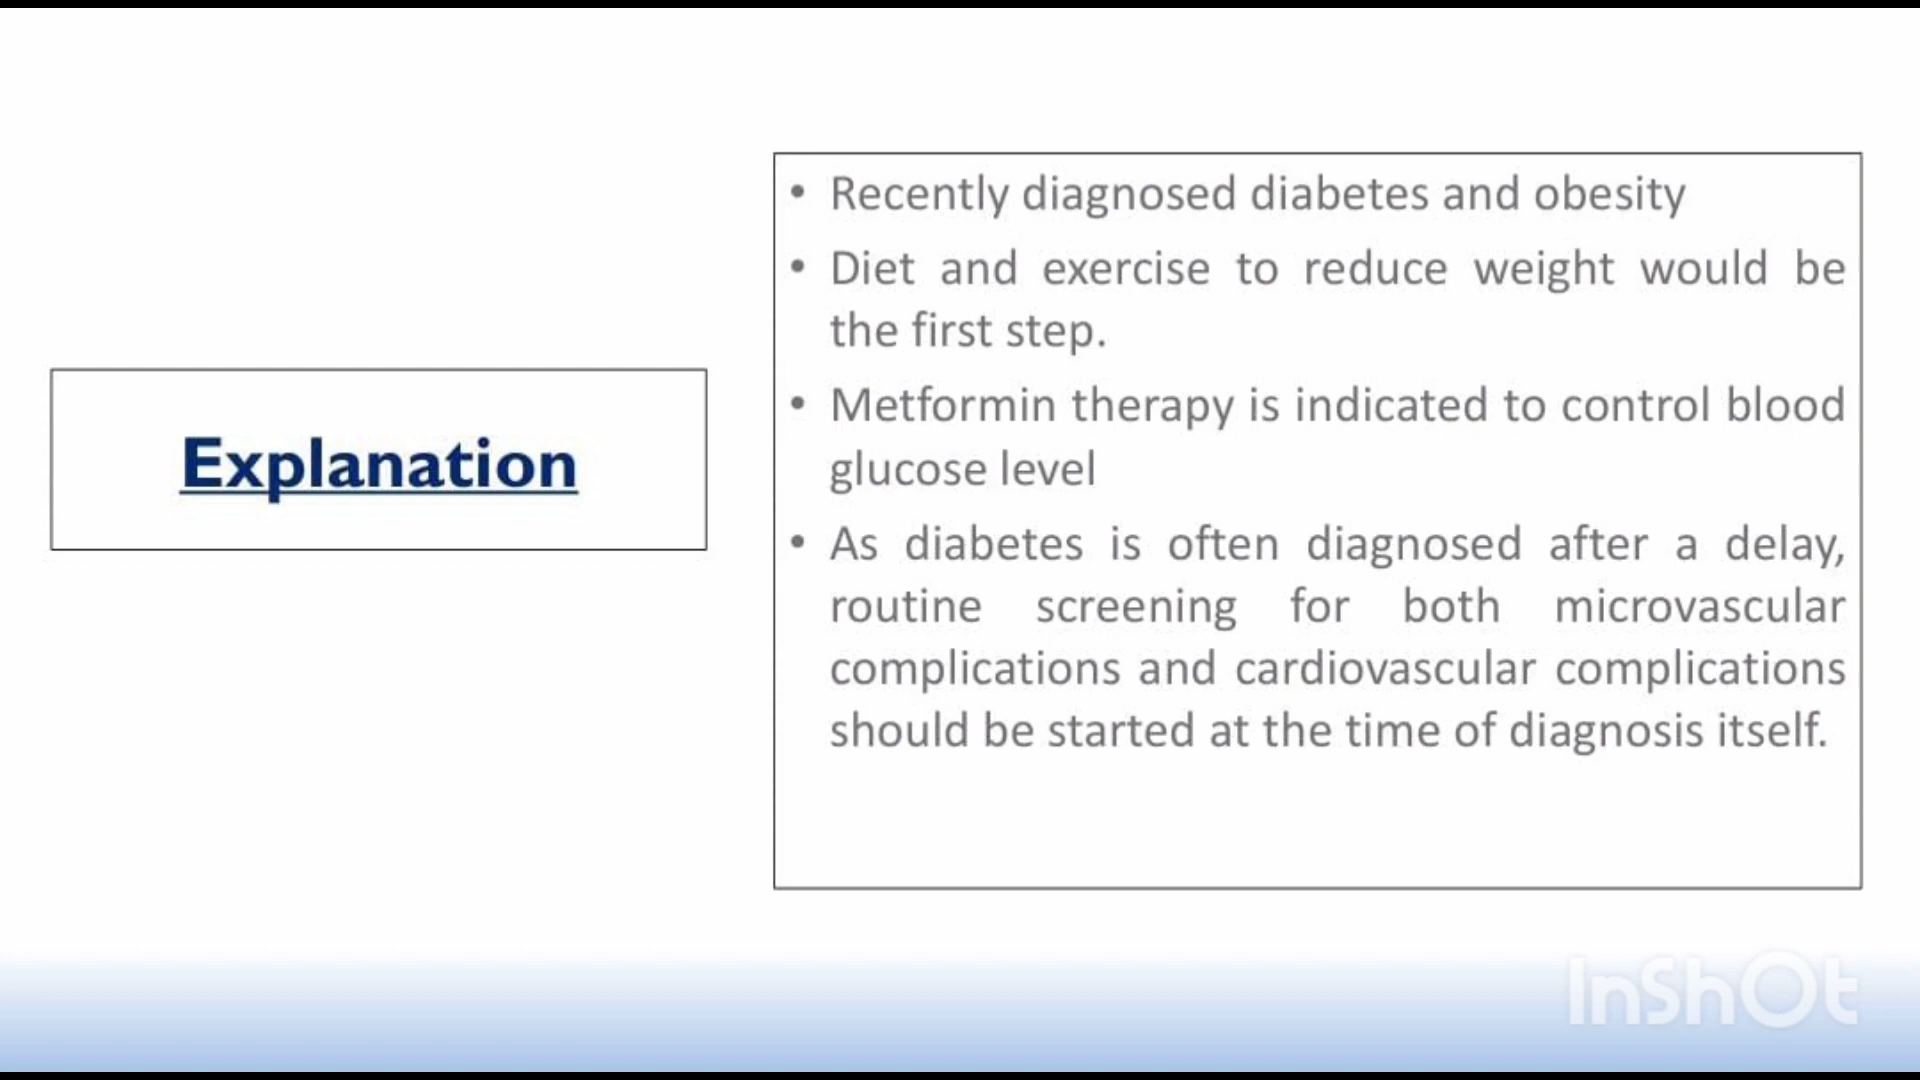 Explanation
• Recently diagnosed diabetes and obesity
• Diet and exercise to reduce weight would be
the first step.
• Metformin therapy is indicated to control blood
glucose level
• As diabetes is often diagnosed after a delay,
routine screening for both microvascular
complications and cardiovascular complications
should be started at the time of diagnosis itself.
InShOt